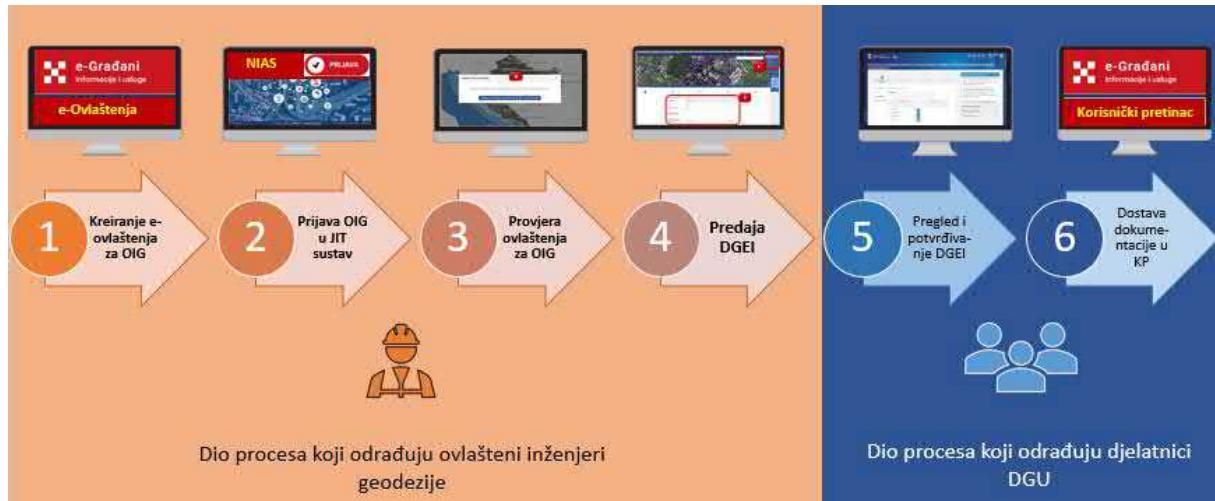 e-Građani
Informacije i usluge
e-Ovlaštenja
NIAS
PRIJAVA
e-Građani
Informacije i usluge
Korisnički pretinac
1
Kreiranje e-
ovlaštenja
za OIG
2
Prijava OIG
u JIT
sustav
3
Provjera
ovlaštenja
za OIG
4
Predaja
DGEI
5
Pregled i
potvrđiva-
nje DGEI
6
Dostava
dokume-
ntacije u
KP
Dio procesa koji odrađuju ovlašteni inženjeri
geodezije
Dio procesa koji odrađuju djelatnici
DGU